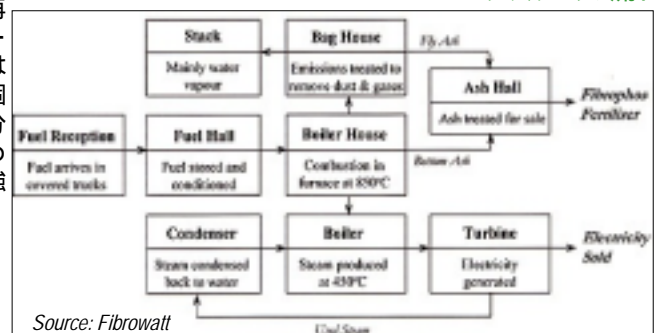 Stack
Mainly water
vapour
Bag House
Emissions treated to
remove dust & gases
Fly Ash
Ash Hall
Ash treated for sale
Fibrophos
Fertiliser
Fuel Reception
Fuel arrives in
covered trucks
Fuel Hall
Fuel stored and
conditioned
Boiler House
Combustion in
furnace at 850°C
Bottom Ash
Condenser
Steam condensed
back to water
Boiler
Steam produced
at 450°C
Turbine
Electricity
generated
Electricity
Sold
Used Steam
Source: Fibrowatt